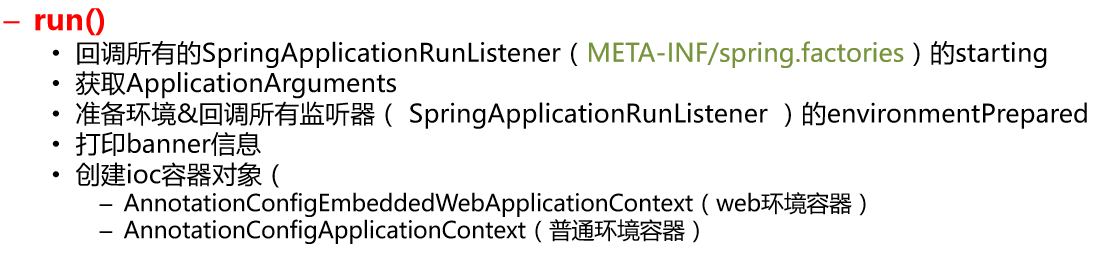 – run()
• 回调所有的SpringApplicationRunListener（META-INF/spring.factories）的starting
• 获取ApplicationArguments
• 准备环境&回调所有监听器（ SpringApplicationRunListener ）的environmentPrepared
• 打印banner信息
• 创建ioc容器对象（
– AnnotationConfigEmbeddedWebApplicationContext（web环境容器）
– AnnotationConfigApplicationContext（普通环境容器）